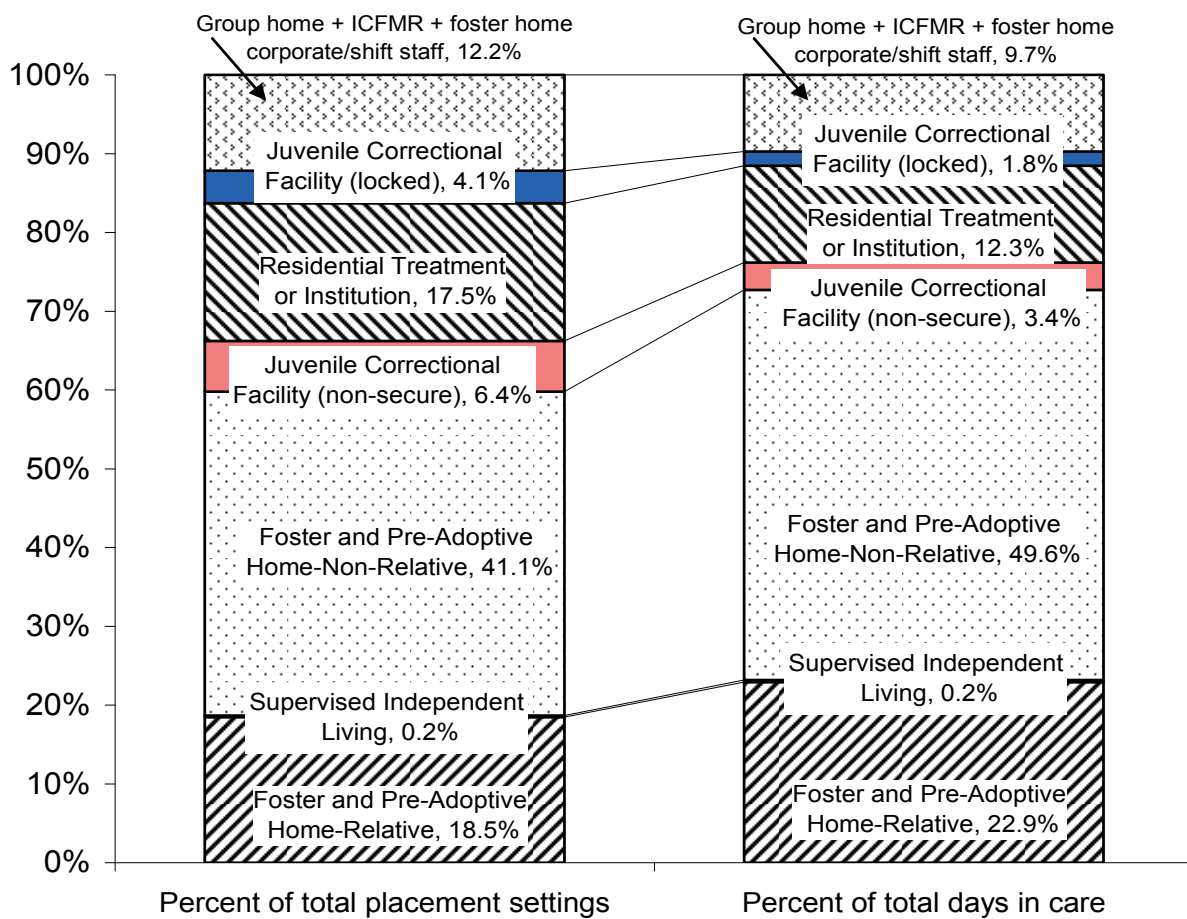 Group home + ICFMR + foster home
corporate/shift staff, 12.2%
Group home + ICFMR + foster home
corporate/shift staff, 9.7%
100%
90%
80%
70%
60%
50%
40%
30%
20%
10%
0%
Juvenile Correctional
Facility (locked), 4.1%
Residential Treatment
or Institution, 17.5%
Juvenile Correctional
Facility (non-secure), 6.4%
Foster and Pre-Adoptive
Home-Non-Relative, 41.1%
Supervised Independent
Living, 0.2%
Foster and Pre-Adoptive
Home-Relative, 18.5%
Juvenile Correctional
Facility (locked), 1.8%
Residential Treatment
or Institution, 12.3%
Juvenile Correctional
Facility (non-secure), 3.4%
Foster and Pre-Adoptive
Home-Non-Relative, 49.6%
Supervised Independent
Living, 0.2%
Foster and Pre-Adoptive
Home-Relative, 22.9%
Percent of total placement settings
Percent of total days in care